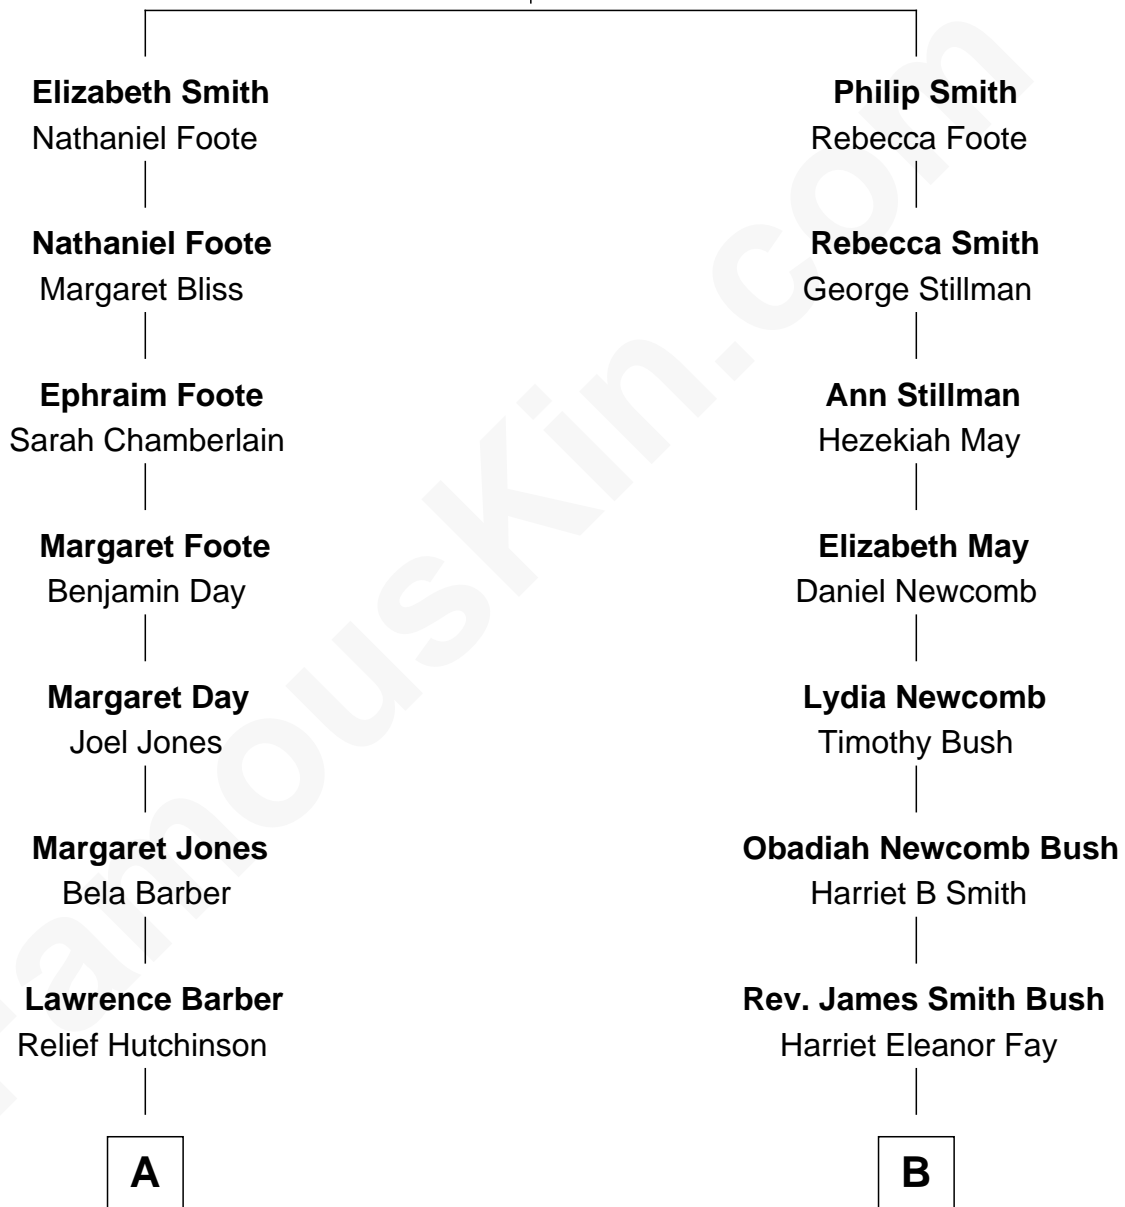 Elizabeth Smith
Nathaniel Foote
Nathaniel Foote
Margaret Bliss
Ephraim Foote
Sarah Chamberlain
Margaret Foote
Benjamin Day
Margaret Day
Joel Jones
Margaret Jones
Bela Barber
Lawrence Barber
Relief Hutchinson
A
Philip Smith
Rebecca Foote
Rebecca Smith
George Stillman
Ann Stillman
Hezekiah May
Elizabeth May
Daniel Newcomb
Lydia Newcomb
Timothy Bush
Obadiah Newcomb Bush
Harriet B Smith
Rev. James Smith Bush
Harriet Eleanor Fay
B
FamousKin.com